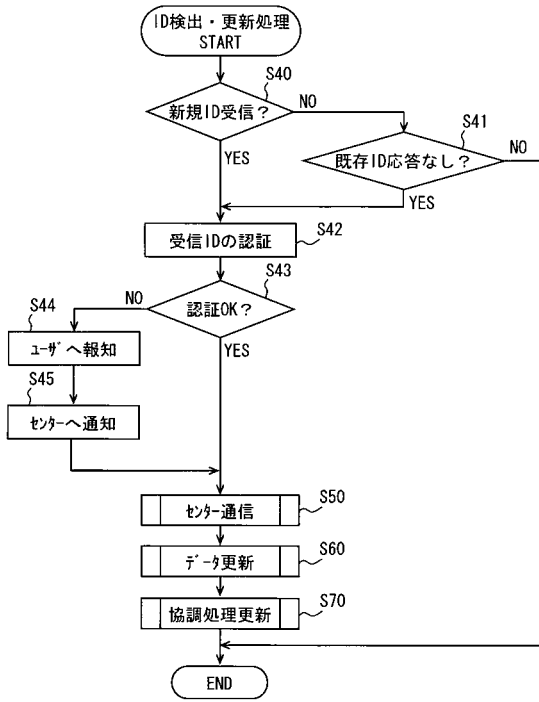 ID検出・更新処理
START
S40
新規ID受信?
NO
S41
YES
既存ID応答なし?
NO
YES
受信IDの認証
S42
S43
認証OK?
NO
YES
S44
ﾕｰｻﾞへ報知
S45
ｾﾝﾀｰへ通知
ｾﾝﾀｰ通信
S50
ﾃﾞｰﾀ更新
S60
協調処理更新
S70
END